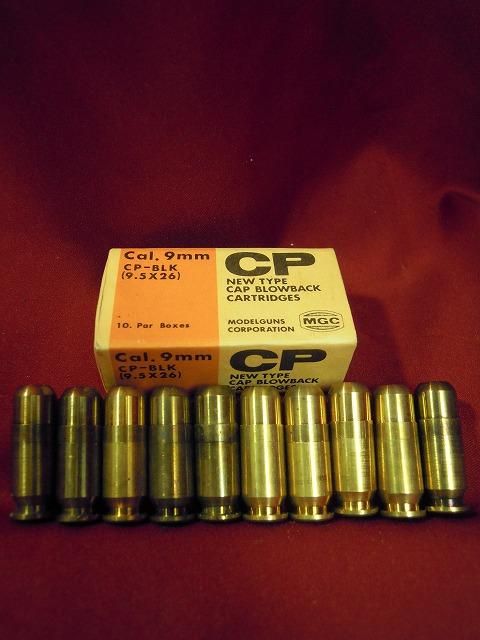 Cal. 9mm
CP-BLK
(9.5X26)
10. Par Boxes
CP
NEW TYPE
CAP BLOWBACK
CARTRIDGES
MODELGUNS
CORPORATION
MGC
Cal. 9mm
CP-BLK
(9.5X26)
CP
NEW TYPE
CAP BLOWBACK
CARTRIDGES